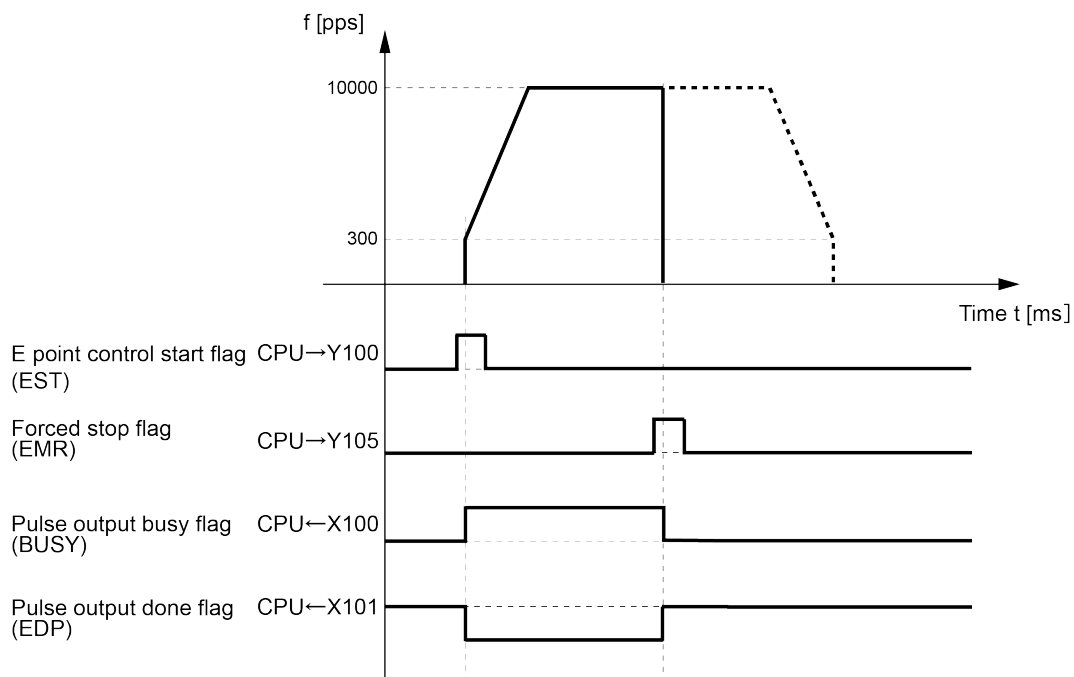 f [pps]
10000
300
Time t [ms]
E point control start flag CPU→Y100
(EST)
Forced stop flag
(EMR) CPU→Y105
Pulse output busy flag CPU←X100
(BUSY)
Pulse output done flag CPU←X101
(EDP)